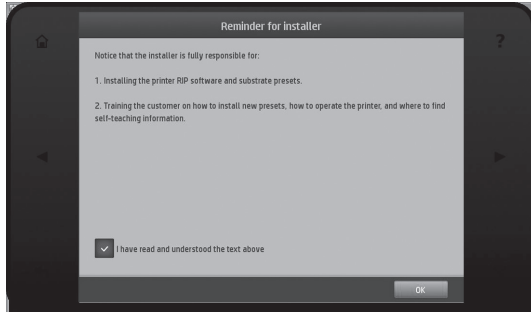 Reminder for installer
?
Notice that the installer is fully responsible for:
1. Installing the printer RIP software and substrate presets.
2. Training the customer on how to install new presets, how to operate the printer, and where to find
self-teaching information.
I have read and understood the text above
OK